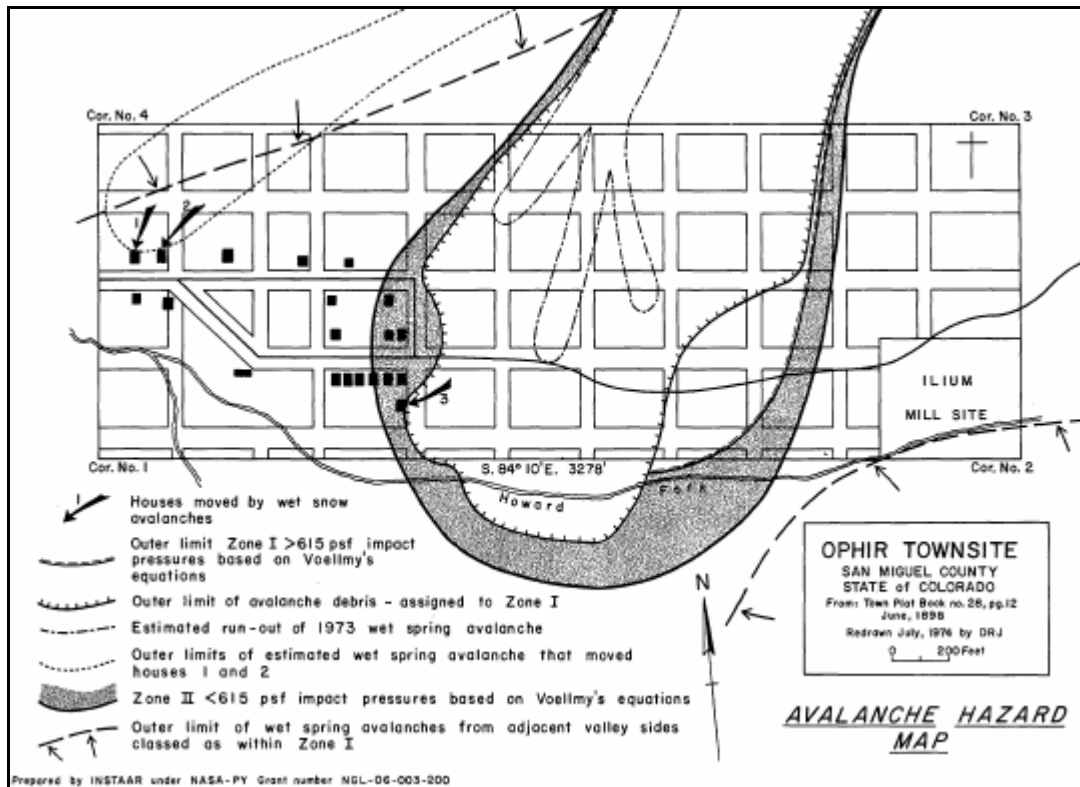 Cor. No. 4
Cor. No. 3
1
2
3
ILIUM
MILL SITE
Cor. No. 1
S. 84° 10'E, 3278'
Cor. No. 2
Howard Fork
1
Houses moved by wet snow
avalanches
Outer limit Zone I >615 psf impact
pressures based on Voellmy's
equations
Outer limit of avalanche debris - assigned to Zone I
Estimated run-out of 1973 wet spring avalanche
Outer limits of estimated wet spring avalanche that moved
houses 1 and 2
Zone II <615 psf impact pressures based on Voellmy's equations
Outer limit of wet spring avalanches from adjacent valley sides
classed as within Zone I
Prepared by INSTAAR under NASA-PY Grant number NGL-06-003-200
N
OPHIR TOWNSITE
SAN MIGUEL COUNTY
STATE of COLORADO
From: Town Plat Book no. 26, pg. 12
June, 1898
Redrawn July, 1976 by DRJ
0 200 Feet
AVALANCHE HAZARD
MAP